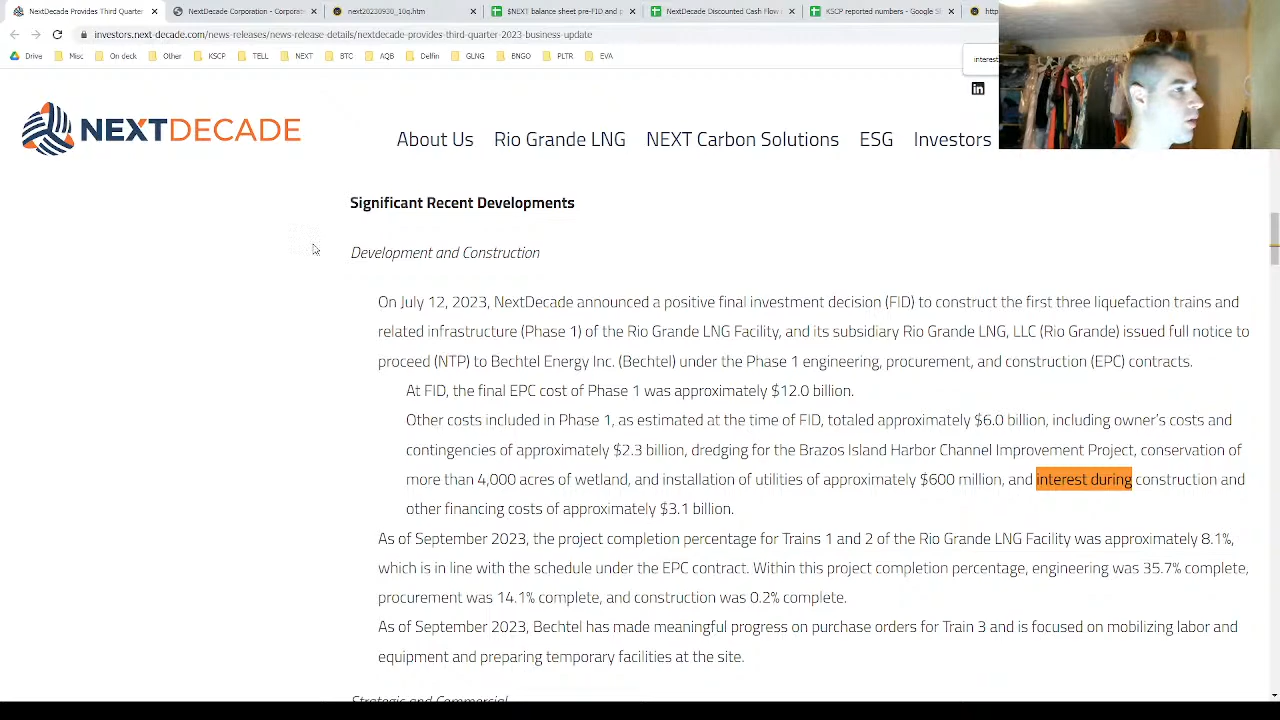 NextDecade Provides Third Quarter
NextDecade Corporation - Corporat
next20230930_10q.htm
$NEXT balance sheet pre-FID and p
NextDecade Discounted Cash Flow
KSCP reported numbers - Google S
investors.next-decade.com/news-releases/news-release-details/nextdecade-provides-third-quarter-2023-business-update
Drive Misc On deck Other KSCP TELL NEXT BTC AQB Delfin GLNG BNGO PLTR EVA
interest
in
NEXTDECADE
About Us Rio Grande LNG NEXT Carbon Solutions ESG Investors
Significant Recent Developments
Development and Construction
On July 12, 2023, NextDecade announced a positive final investment decision (FID) to construct the first three liquefaction trains and
related infrastructure (Phase 1) of the Rio Grande LNG Facility, and its subsidiary Rio Grande LNG, LLC (Rio Grande) issued full notice to
proceed (NTP) to Bechtel Energy Inc. (Bechtel) under the Phase 1 engineering, procurement, and construction (EPC) contracts.
At FID, the final EPC cost of Phase 1 was approximately $12.0 billion.
Other costs included in Phase 1, as estimated at the time of FID, totaled approximately $6.0 billion, including owner's costs and
contingencies of approximately $2.3 billion, dredging for the Brazos Island Harbor Channel Improvement Project, conservation of
more than 4,000 acres of wetland, and installation of utilities of approximately $600 million, and interest during construction and
other financing costs of approximately $3.1 billion.
As of September 2023, the project completion percentage for Trains 1 and 2 of the Rio Grande LNG Facility was approximately 8.1%,
which is in line with the schedule under the EPC contract. Within this project completion percentage, engineering was 35.7% complete,
procurement was 14.1% complete, and construction was 0.2% complete.
As of September 2023, Bechtel has made meaningful progress on purchase orders for Train 3 and is focused on mobilizing labor and
equipment and preparing temporary facilities at the site.
Strategic and Commercial